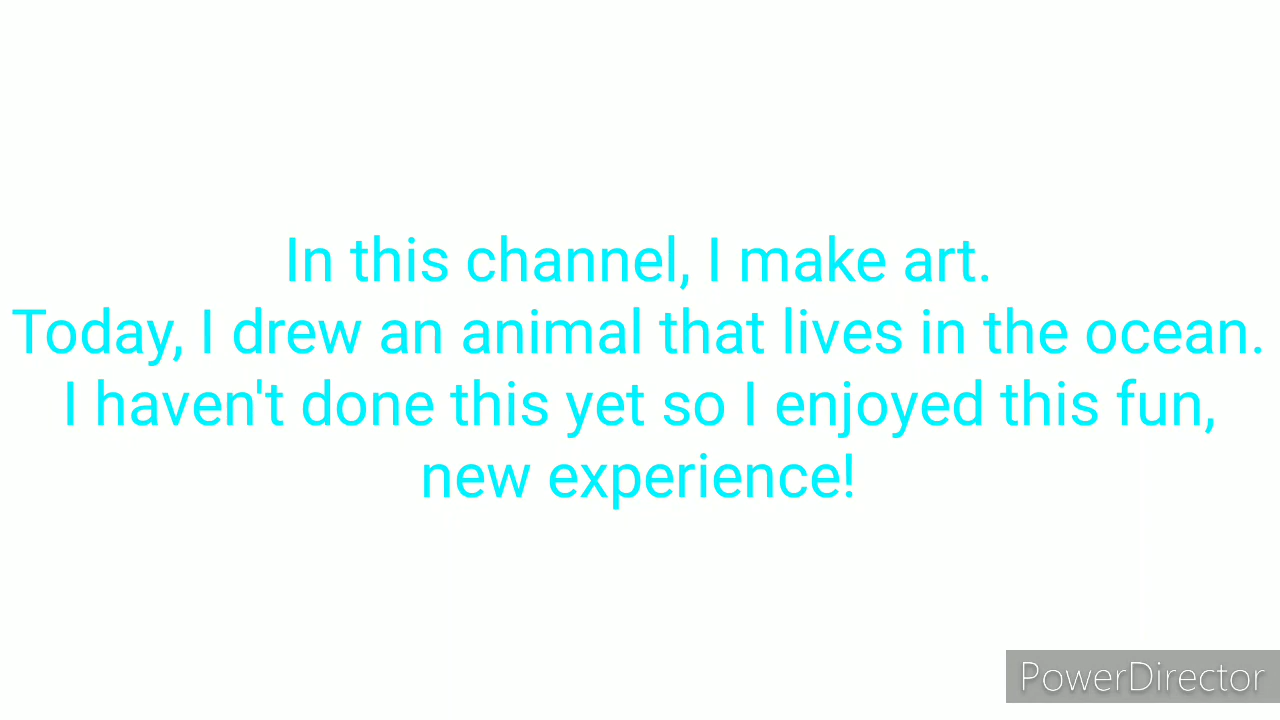 In this channel, I make art.
Today, I drew an animal that lives in the ocean.
I haven't done this yet so I enjoyed this fun,
new experience!
PowerDirector